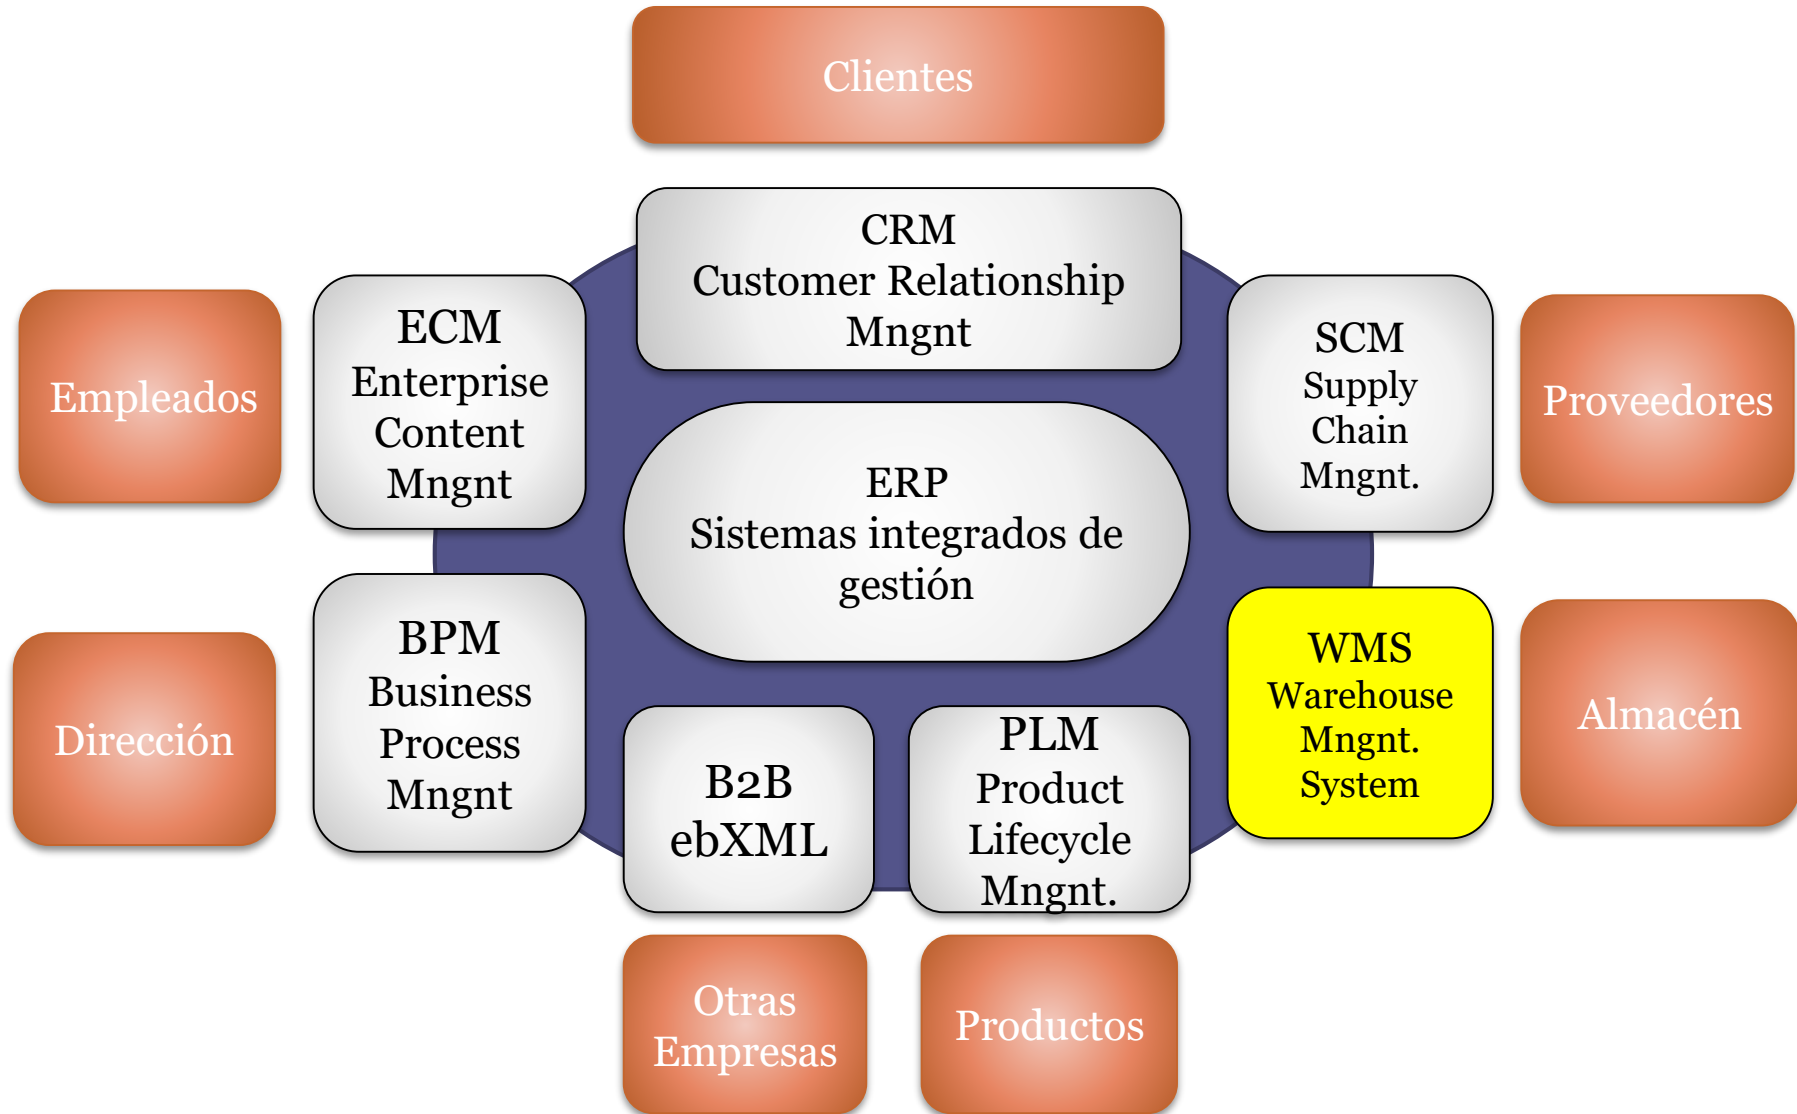 Clientes
CRM
Customer Relationship
Mngnt
Empleados
ECM
Enterprise
Content
Mngnt
SCM
Supply
Chain
Mngnt.
Proveedores
ERP
Sistemas integrados de
gestión
Dirección
BPM
Business
Process
Mngnt
WMS
Warehouse
Mngnt.
System
Almacén
B2B
ebXML
PLM
Product
Lifecycle
Mngnt.
Otras
Empresas
Productos